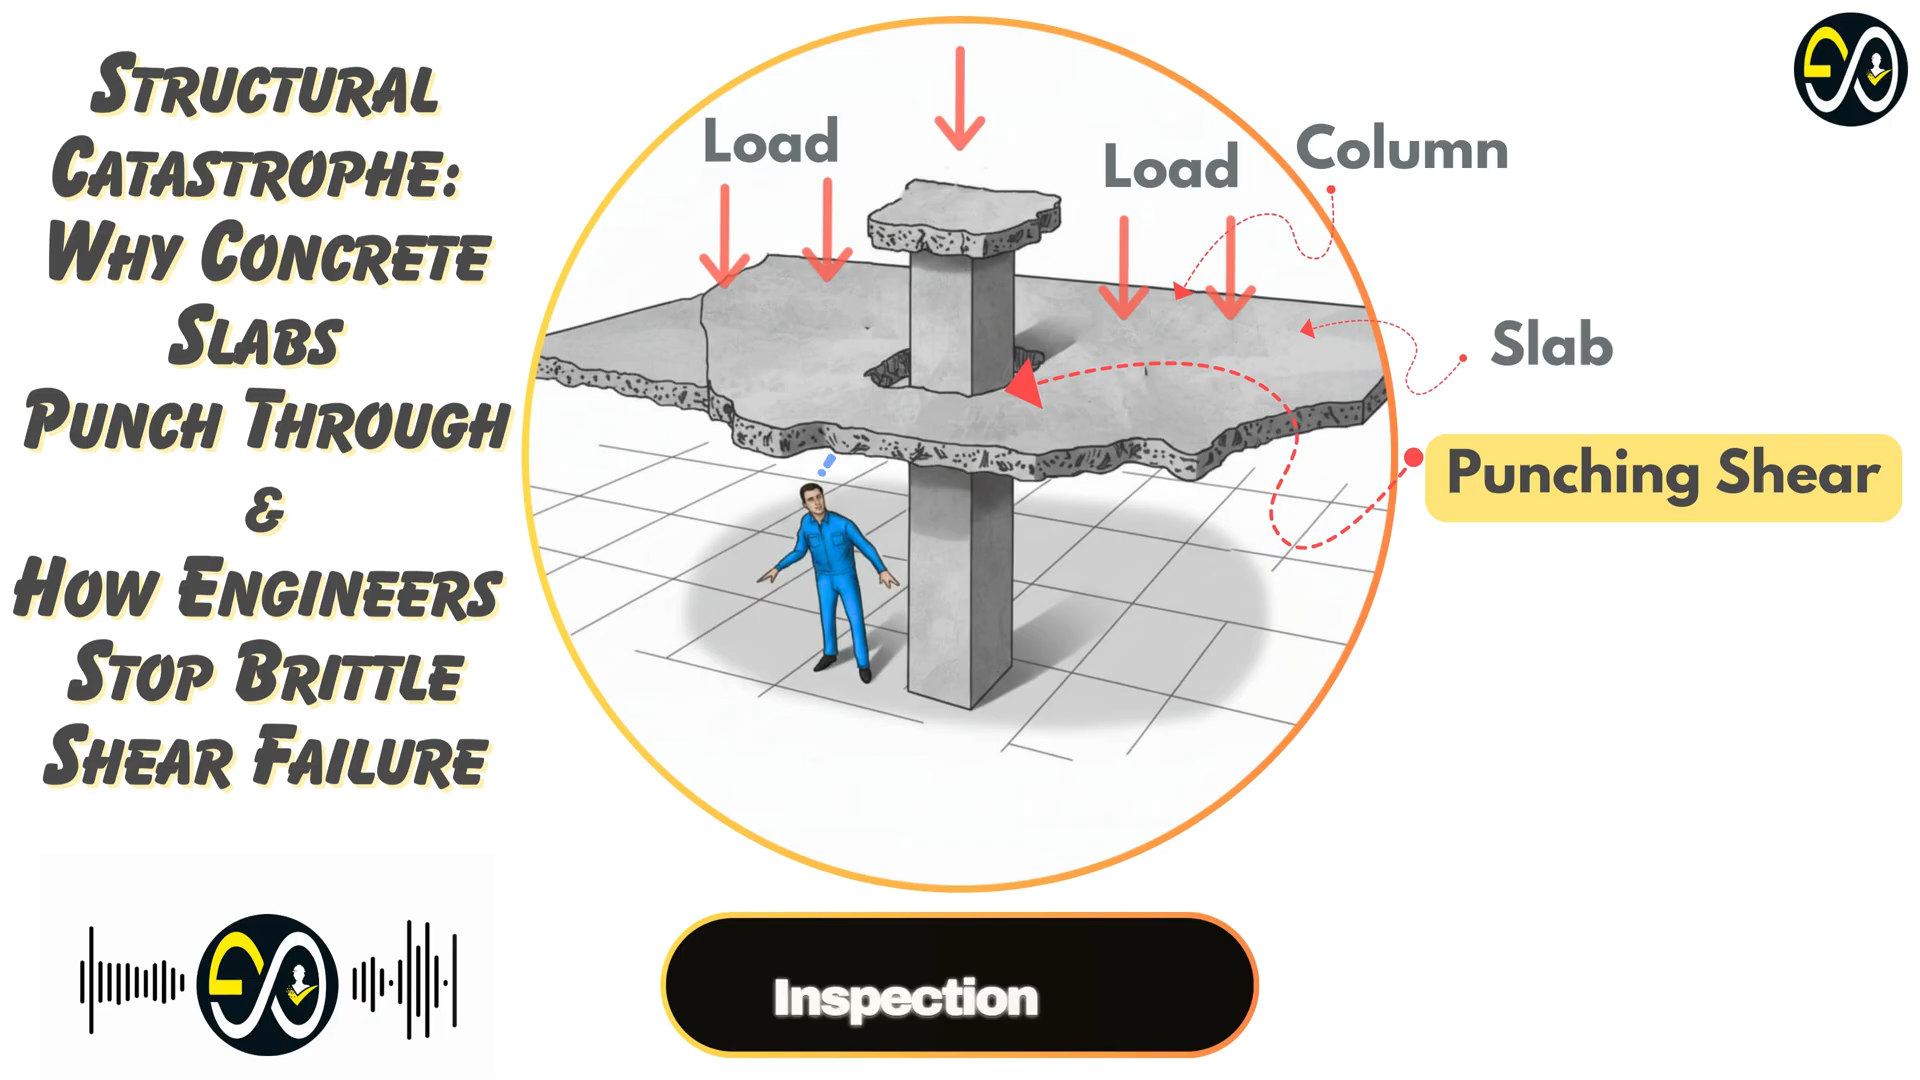 Structural
Catastrophe:
Why Concrete
Slabs
Punch Through
&
How Engineers
Stop Brittle
Shear Failure
Load
Load
Column
Slab
Punching Shear
Inspection